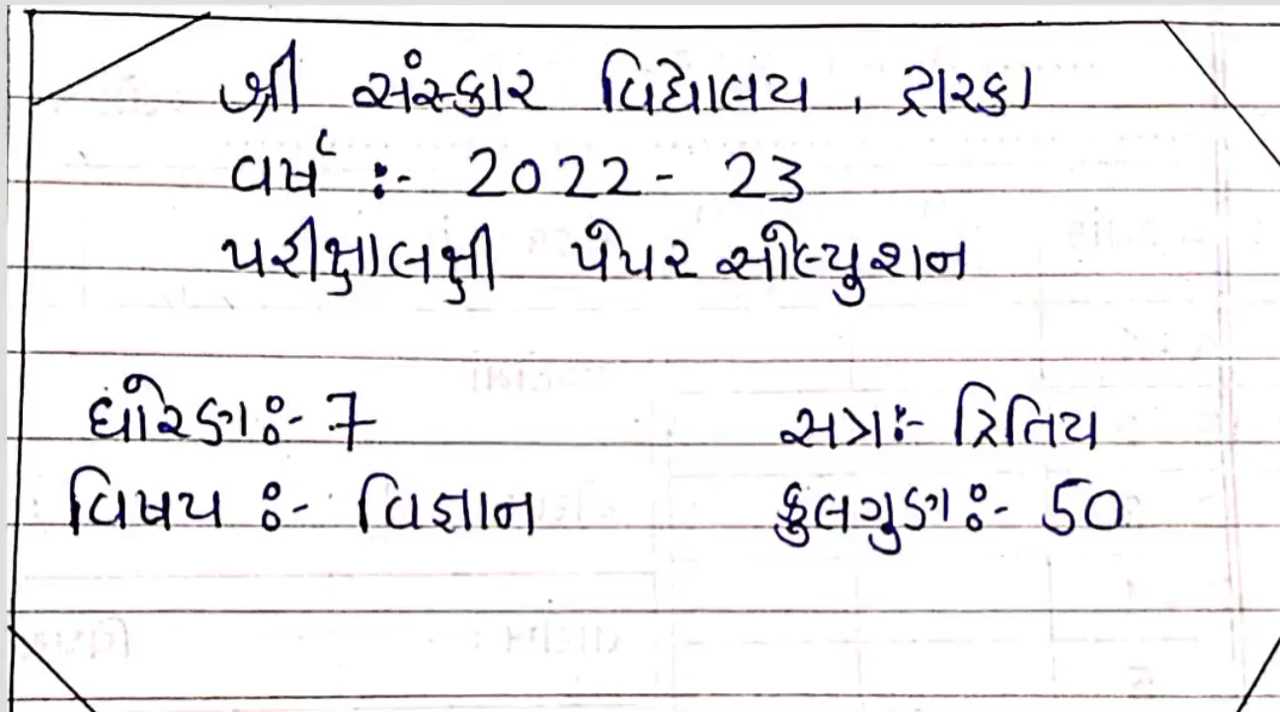 શ્રી સંસ્કાર વિદ્યાલય, દ્વારકા
વર્ષ :- 2022- 23
પરીક્ષાલક્ષી પેપર સોલ્યુશન
ધોરણ :- 7 સત્ર :- દ્વિતિય
વિષય :- વિજ્ઞાન કુલગુણ :- 50